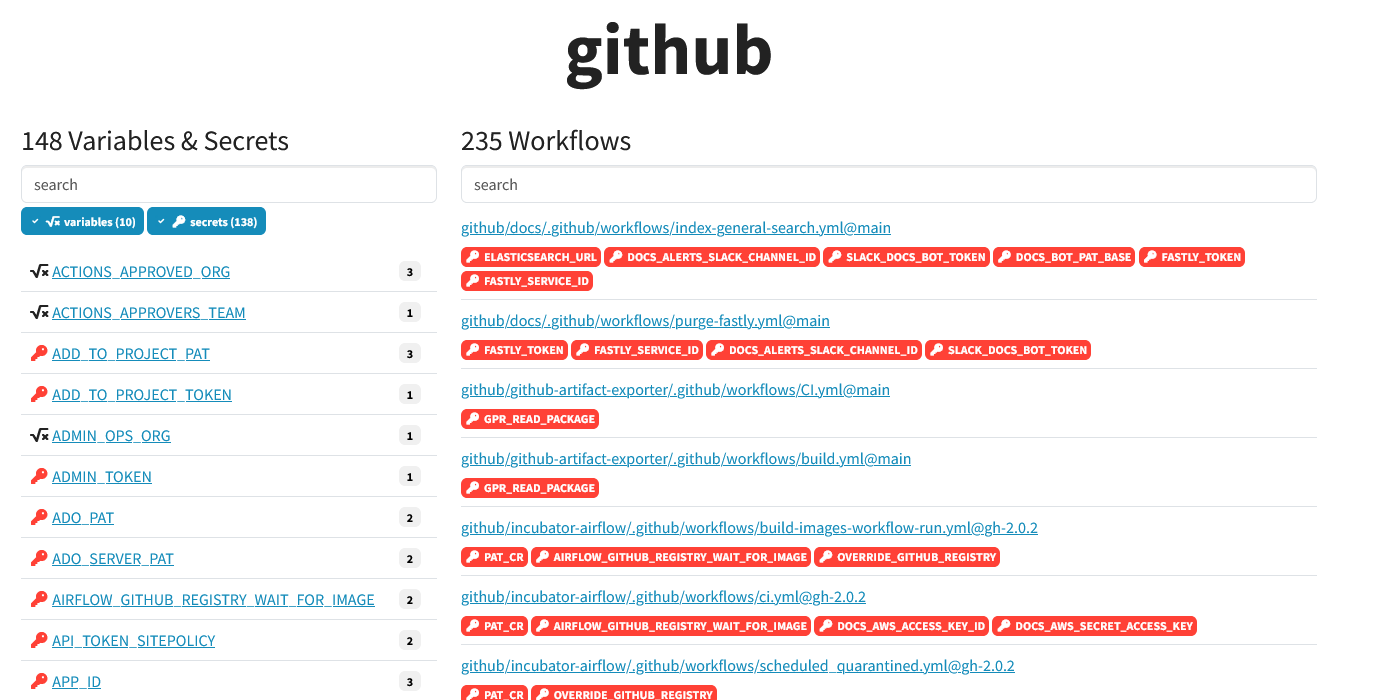 github
148 Variables & Secrets
search
variables (10) secrets (138)
ACTIONS_APPROVED_ORG 3
ACTIONS_APPROVERS_TEAM 1
ADD_TO_PROJECT_PAT 3
ADD_TO_PROJECT_TOKEN 1
ADMIN_OPS_ORG 1
ADMIN_TOKEN 1
ADO_PAT 2
ADO_SERVER_PAT 2
AIRFLOW_GITHUB_REGISTRY_WAIT_FOR_IMAGE 2
API_TOKEN_SITEPOLICY 2
APP_ID 3
235 Workflows
search
github/docs/.github/workflows/index-general-search.yml@main
ELASTICSEARCH_URL DOCS_ALERTS_SLACK_CHANNEL_ID SLACK_DOCS_BOT_TOKEN DOCS_BOT_PAT_BASE FASTLY_TOKEN
FASTLY_SERVICE_ID
github/docs/.github/workflows/purge-fastly.yml@main
FASTLY_TOKEN FASTLY_SERVICE_ID DOCS_ALERTS_SLACK_CHANNEL_ID SLACK_DOCS_BOT_TOKEN
github/github-artifact-exporter/.github/workflows/CI.yml@main
GPR_READ_PACKAGE
github/github-artifact-exporter/.github/workflows/build.yml@main
GPR_READ_PACKAGE
github/incubator-airflow/.github/workflows/build-images-workflow-run.yml@gh-2.0.2
PAT_CR AIRFLOW_GITHUB_REGISTRY_WAIT_FOR_IMAGE OVERRIDE_GITHUB_REGISTRY
github/incubator-airflow/.github/workflows/ci.yml@gh-2.0.2
PAT_CR AIRFLOW_GITHUB_REGISTRY_WAIT_FOR_IMAGE DOCS_AWS_ACCESS_KEY_ID DOCS_AWS_SECRET_ACCESS_KEY
github/incubator-airflow/.github/workflows/scheduled_quarantined.yml@gh-2.0.2
PAT_CR OVERRIDE_GITHUB_REGISTRY